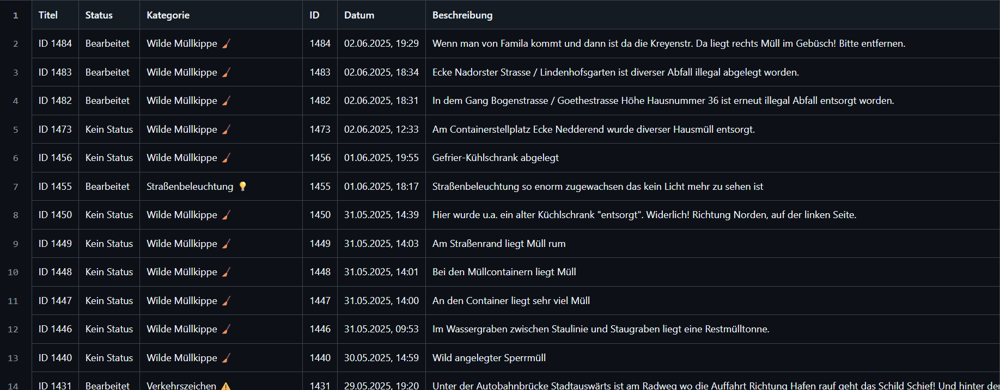 1 Titel Status Kategorie ID Datum Beschreibung
2 ID 1484 Bearbeitet Wilde Müllkippe 🧹 1484 02.06.2025, 19:29 Wenn man von Famila kommt und dann ist da die Kreyenstr. Da liegt rechts Müll im Gebüsch! Bitte entfernen.
3 ID 1483 Bearbeitet Wilde Müllkippe 🧹 1483 02.06.2025, 18:34 Ecke Nadorster Strasse / Lindenhofsgarten ist diverser Abfall illegal abgelegt worden.
4 ID 1482 Bearbeitet Wilde Müllkippe 🧹 1482 02.06.2025, 18:31 In dem Gang Bogenstrasse / Goethestrasse Höhe Hausnummer 36 ist erneut illegal Abfall entsorgt worden.
5 ID 1473 Kein Status Wilde Müllkippe 🧹 1473 02.06.2025, 12:33 Am Containerstellplatz Ecke Nedderend wurde diverser Hausmüll entsorgt.
6 ID 1456 Kein Status Wilde Müllkippe 🧹 1456 01.06.2025, 19:55 Gefrier-Kühlschrank abgelegt
7 ID 1455 Bearbeitet Straßenbeleuchtung 💡 1455 01.06.2025, 18:17 Straßenbeleuchtung so enorm zugewachsen das kein Licht mehr zu sehen ist
8 ID 1450 Kein Status Wilde Müllkippe 🧹 1450 31.05.2025, 14:39 Hier wurde u.a. ein alter Küchlschrank "entsorgt". Widerlich! Richtung Norden, auf der linken Seite.
9 ID 1449 Kein Status Wilde Müllkippe 🧹 1449 31.05.2025, 14:03 Am Straßenrand liegt Müll rum
10 ID 1448 Kein Status Wilde Müllkippe 🧹 1448 31.05.2025, 14:01 Bei den Müllcontainern liegt Müll
11 ID 1447 Kein Status Wilde Müllkippe 🧹 1447 31.05.2025, 14:00 An den Container liegt sehr viel Müll
12 ID 1446 Kein Status Wilde Müllkippe 🧹 1446 31.05.2025, 09:53 Im Wassergraben zwischen Staulinie und Staugraben liegt eine Restmülltonne.
13 ID 1440 Kein Status Wilde Müllkippe 🧹 1440 30.05.2025, 14:59 Wild angelegter Sperrmüll
14 ID 1431 Bearbeitet Verkehrszeichen ⚠️ 1431 29.05.2025, 19:20 Unter der Autobahnbrücke Stadtauswärts ist am Radweg wo die Auffahrt Richtung Hafen rauf geht das Schild Schief! Und hinter der